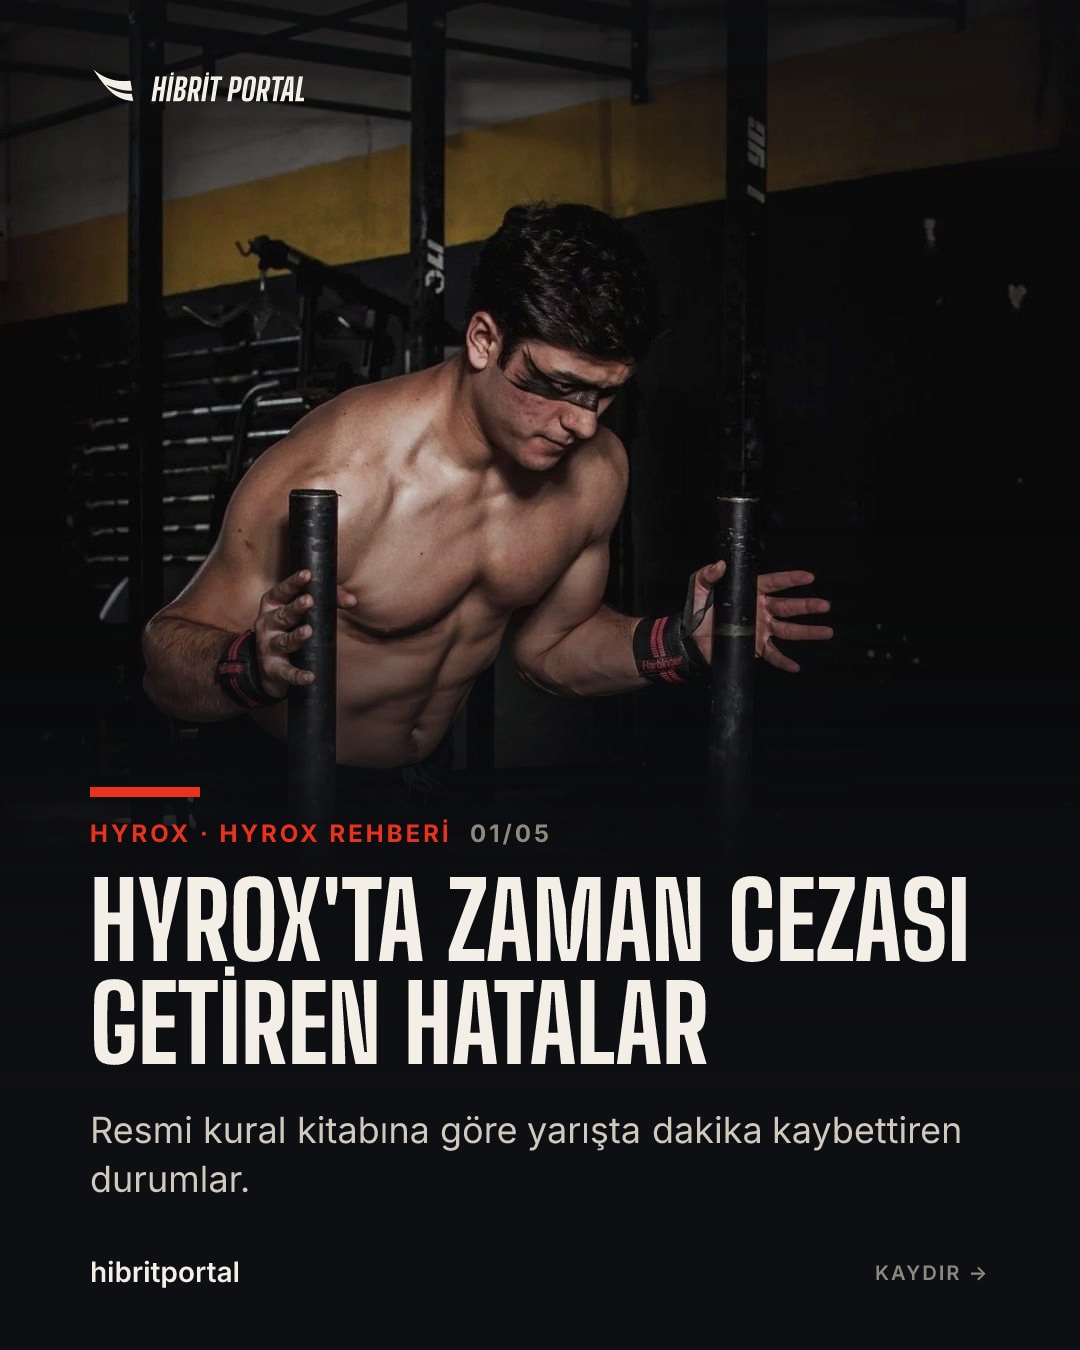 HİBRİT PORTAL
HYROX · HYROX REHBERİ 01/05
HYROX'TA ZAMAN CEZASI
GETİREN HATALAR
Resmi kural kitabına göre yarışta dakika kaybettiren
durumlar.
hibritportal
KAYDIR →